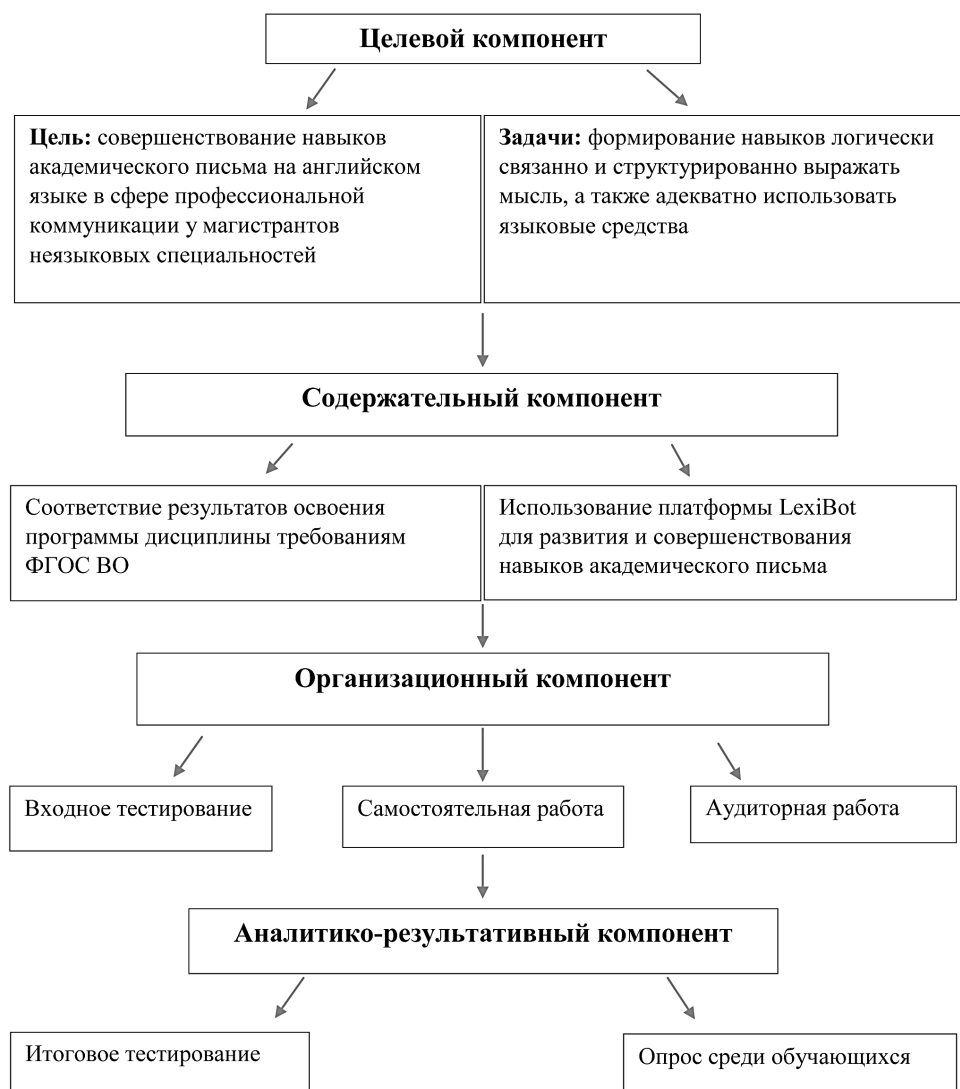 Целевой компонент
Цель: совершенствование навыков
академического письма на английском
языке в сфере профессиональной
коммуникации у магистрантов
неязыковых специальностей
Задачи: формирование навыков логически
связанно и структурированно выражать
мысль, а также адекватно использовать
языковые средства
Содержательный компонент
Соответствие результатов освоения
программы дисциплины требованиям
ФГОС ВО
Использование платформы LexiBot
для развития и совершенствования
навыков академического письма
Организационный компонент
Входное тестирование
Самостоятельная работа
Аудиторная работа
Аналитико-результативный компонент
Итоговое тестирование
Опрос среди обучающихся